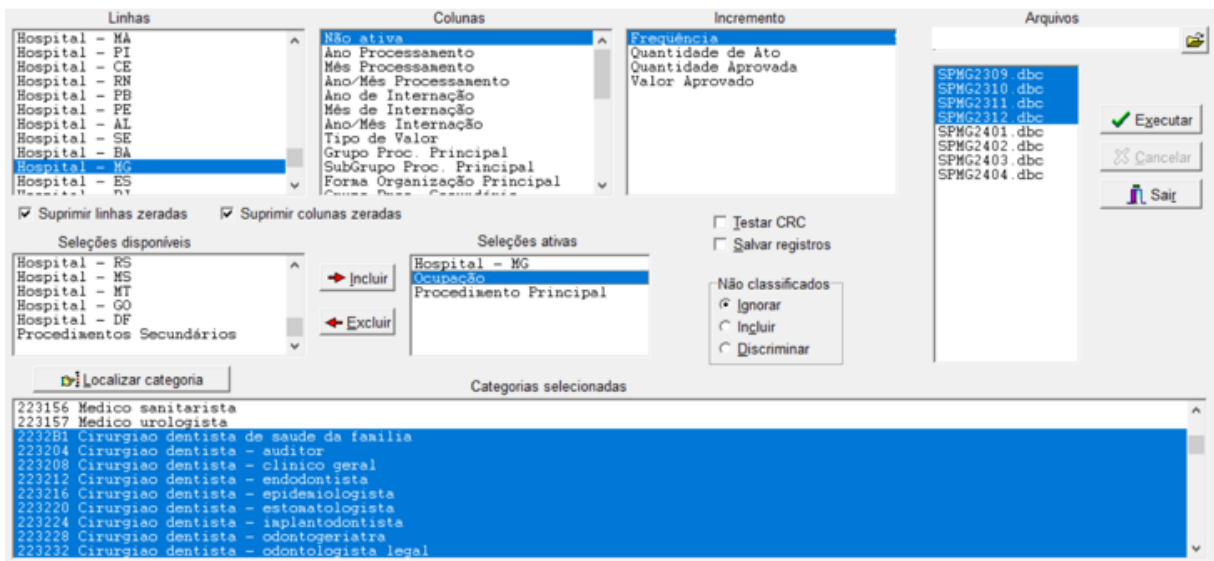 Linhas
Hospital - MA
Hospital - PI
Hospital - CE
Hospital - RN
Hospital - PB
Hospital - PE
Hospital - AL
Hospital - SE
Hospital - BA
Hospital - MG
Hospital - ES
Colunas
Não ativa
Ano Processamento
Mês Processamento
Ano/Mês Processamento
Ano de Internação
Mês de Internação
Ano/Mês Internação
Tipo de Valor
Grupo Proc. Principal
SubGrupo Proc. Principal
Forma Organização Principal
Incremento
Frequência
Quantidade de Ato
Quantidade Aprovada
Valor Aprovado
Arquivos
SPMG2309.dbc
SPMG2310.dbc
SPMG2311.dbc
SPMG2312.dbc
SPMG2401.dbc
SPMG2402.dbc
SPMG2403.dbc
SPMG2404.dbc
Executar
Cancelar
Sair
Suprimir linhas zeradas
Suprimir colunas zeradas
Testar CRC
Salvar registros
Seleções disponíveis
Hospital - RS
Hospital - MS
Hospital - MT
Hospital - GO
Hospital - DF
Procedimentos Secundários
Incluir
Excluir
Seleções ativas
Hospital - MG
Ocupação
Procedimento Principal
Não classificados
Ignorar
Incluir
Discriminar
Localizar categoria
Categorias selecionadas
223156 Medico sanitarista
223157 Medico urologista
2232B1 Cirurgiao dentista de saude da familia
223204 Cirurgiao dentista - auditor
223208 Cirurgiao dentista - clinico geral
223212 Cirurgiao dentista - endodontista
223216 Cirurgiao dentista - epidemiologista
223220 Cirurgiao dentista - estomatologista
223224 Cirurgiao dentista - implantodontista
223228 Cirurgiao dentista - odontogeriatra
223232 Cirurgiao dentista - odontologista legal